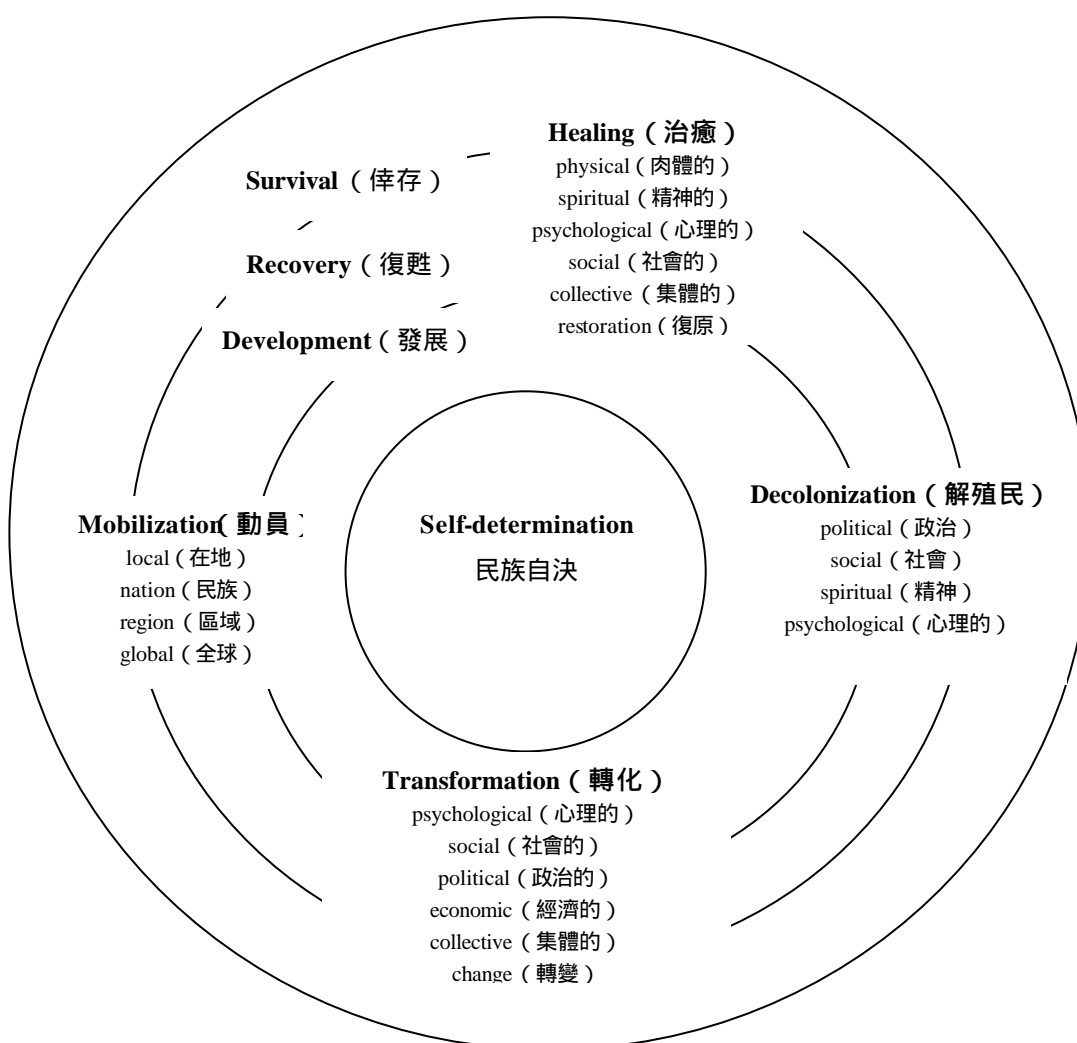 Healing（治癒）
physical（肉體的）
spiritual（精神的）
psychological（心理的）
social（社會的）
collective（集體的）
restoration（復原）
Survival（倖存）
Recovery（復甦）
Development（發展）
Mobilization（動員）
local（在地）
nation（民族）
region（區域）
global（全球）
Self-determination
民族自決
Decolonization（解殖民）
political（政治）
social（社會）
spiritual（精神）
psychological（心理的）
Transformation（轉化）
psychological（心理的）
social（社會的）
political（政治的）
economic（經濟的）
collective（集體的）
change（轉變）